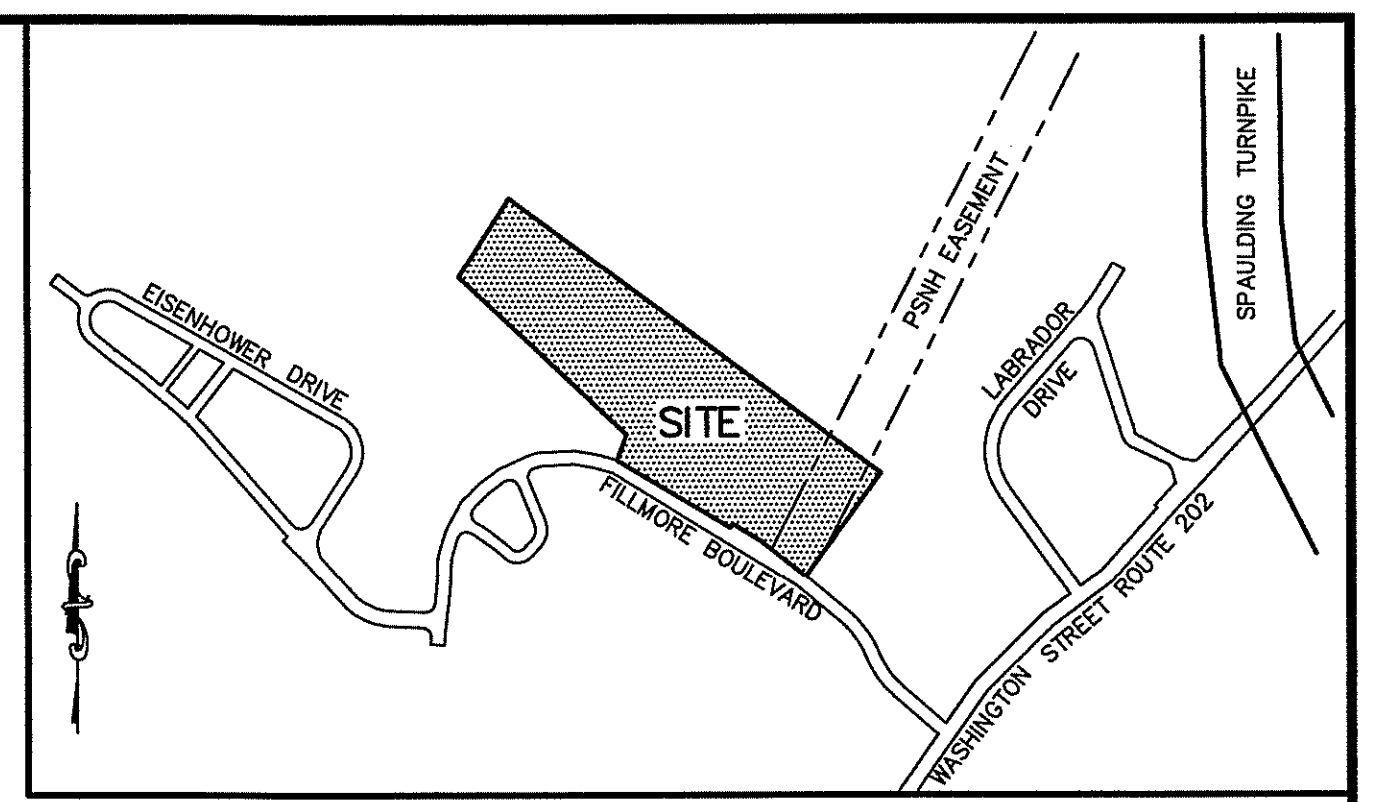 SPAULDING TURNPIKE
PSNH EASEMENT
EISENHOWER DRIVE
LABRADOR
DRIVE
SITE
FILLMORE BOULEVARD
WASHINGTON STREET ROUTE 202